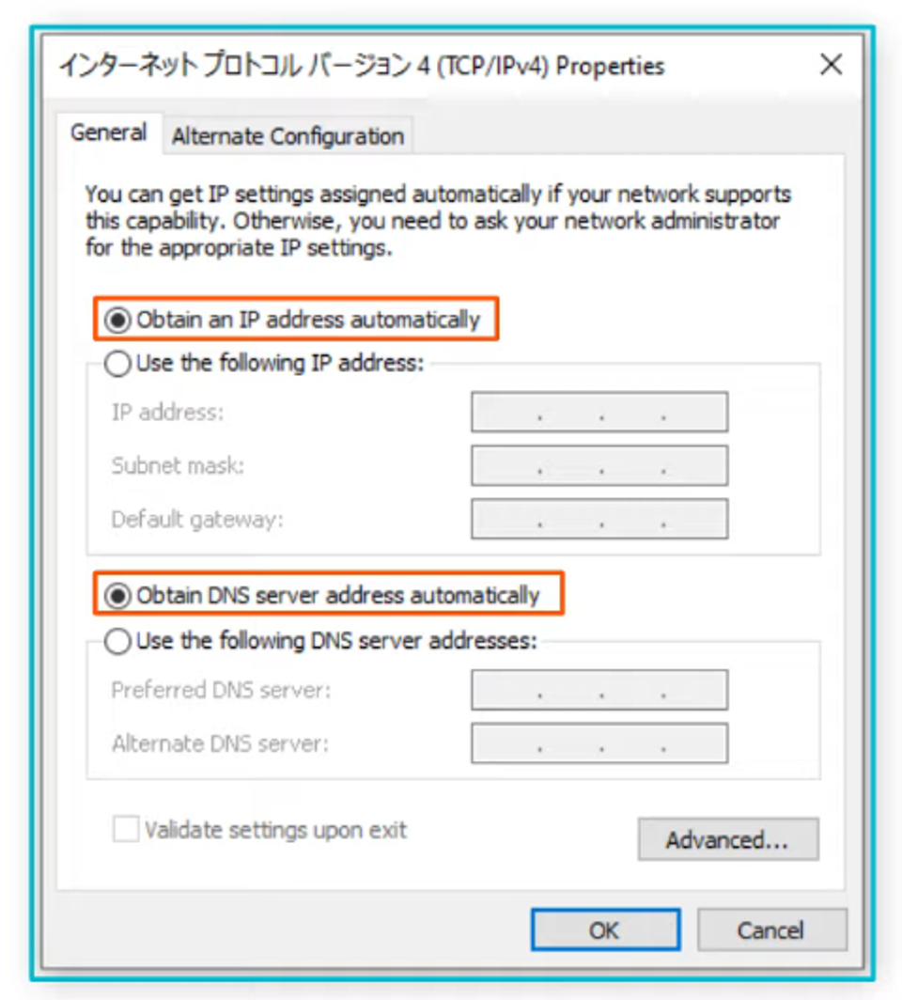 インターネット プロトコル バージョン 4 (TCP/IPv4) Properties
General
Alternate Configuration
You can get IP settings assigned automatically if your network supports
this capability. Otherwise, you need to ask your network administrator
for the appropriate IP settings.
Obtain an IP address automatically
Use the following IP address:
IP address:
Subnet mask:
Default gateway:
Obtain DNS server address automatically
Use the following DNS server addresses:
Preferred DNS server:
Alternate DNS server:
Validate settings upon exit
Advanced...
OK
Cancel